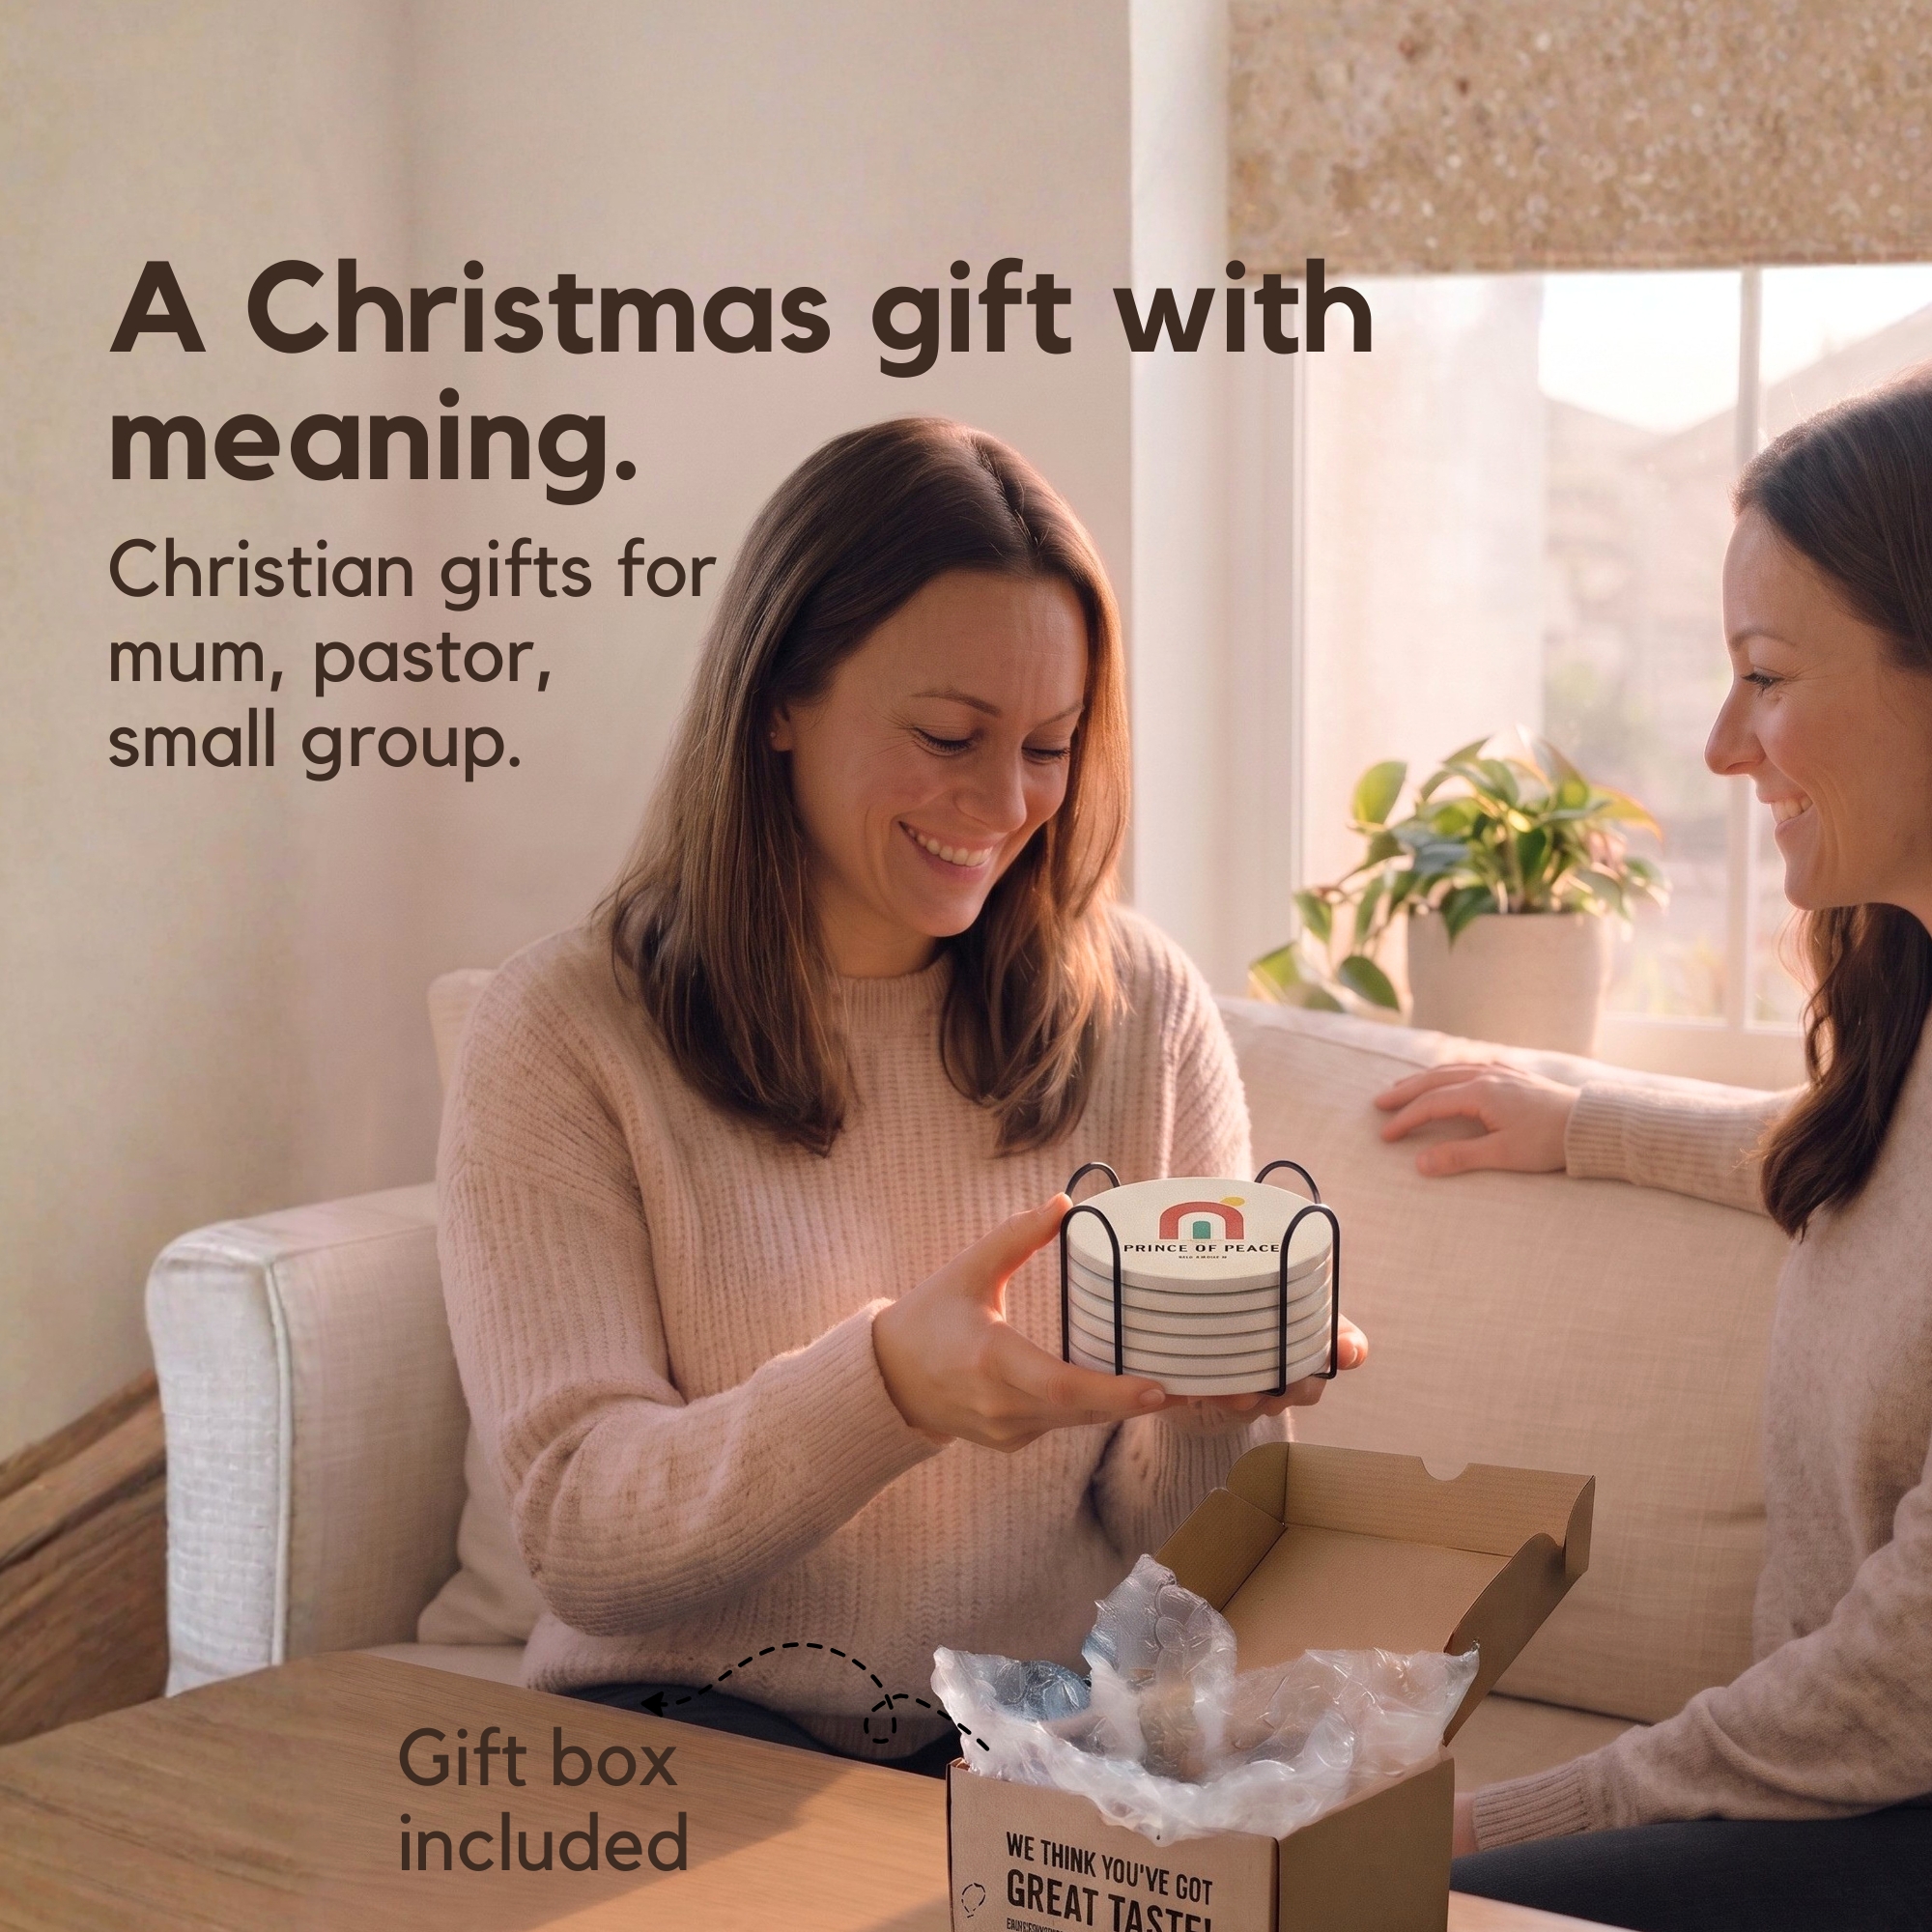 A Christmas gift with
meaning.
Christian gifts for
mum, pastor,
small group.
PRINCE OF PEACE
Gift box
included
WE THINK YOU'VE GOT
GREAT TASTE!